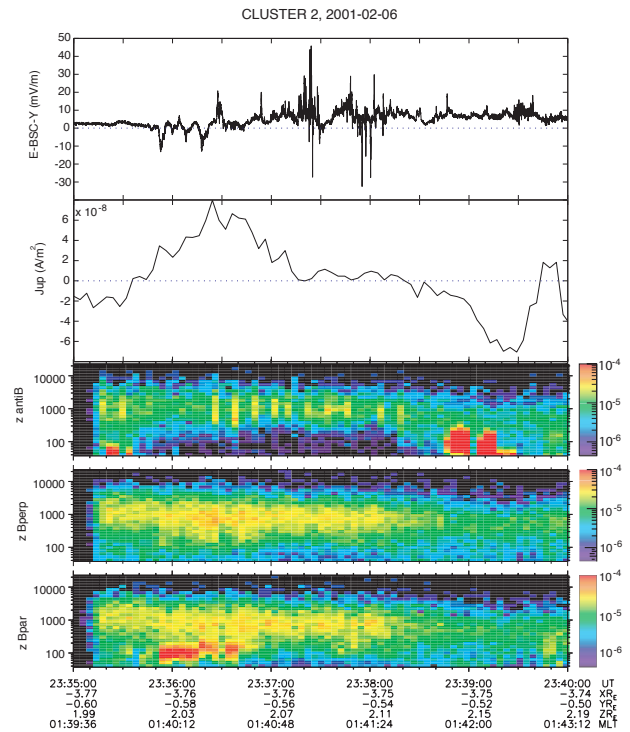 CLUSTER 2, 2001-02-06
50
40
30
20
10
0
-10
-20
-30
E-BSC-Y (mV/m)
x 10-8
6
4
2
0
-2
-4
-6
Jup (A/m2)
10000
1000
100
z antiB
10-4
10-5
10-6
10000
1000
100
z Bperp
10-4
10-5
10-6
10000
1000
100
z Bpar
10-4
10-5
10-6
23:35:00 23:36:00 23:37:00 23:38:00 23:39:00 23:40:00 UT
−3.77 −3.76 −3.76 −3.75 −3.75 −3.74 XRE
−0.60 −0.58 −0.56 −0.54 −0.52 −0.50 YRE
1.99 2.03 2.07 2.11 2.15 2.19 ZRE
01:39:36 01:40:12 01:40:48 01:41:24 01:42:00 01:43:12 MLT